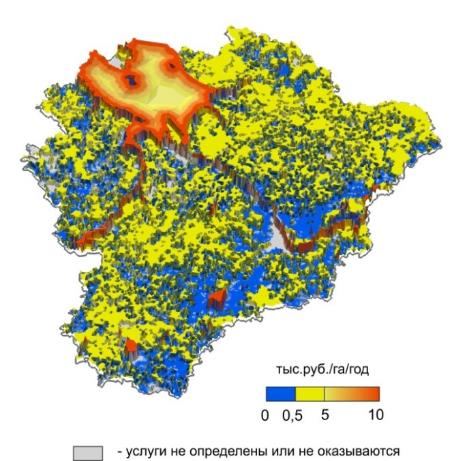 тыс.руб./га/год
0 0,5 5 10
- услуги не определены или не оказываются